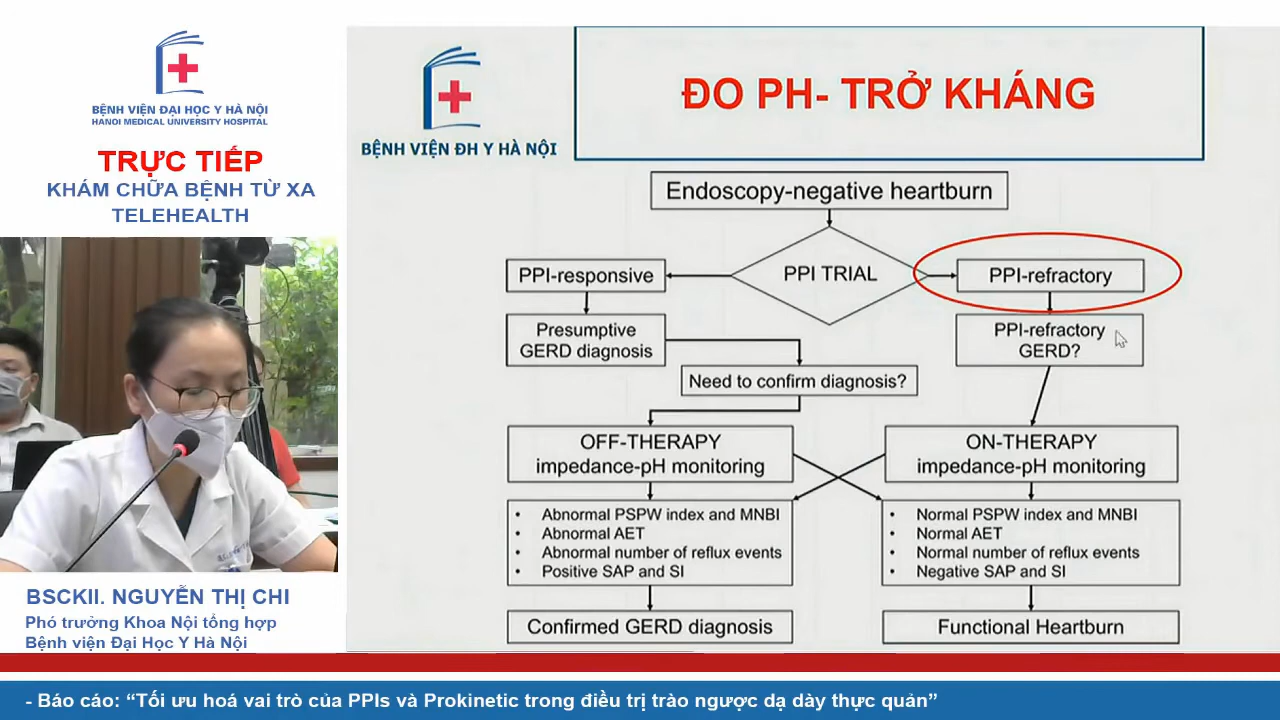 BỆNH VIỆN ĐẠI HỌC Y HÀ NỘI
HANOI MEDICAL UNIVERSITY HOSPITAL
TRỰC TIẾP
KHÁM CHỮA BỆNH TỪ XA
TELEHEALTH
BSCKII. NGUYỄN THỊ CHI
Phó trưởng Khoa Nội tổng hợp
Bệnh viện Đại Học Y Hà Nội
BỆNH VIỆN ĐH Y HÀ NỘI
ĐO PH- TRỞ KHÁNG
Endoscopy-negative heartburn
PPI-responsive
PPI TRIAL
PPI-refractory
Presumptive
GERD diagnosis
PPI-refractory
GERD?
Need to confirm diagnosis?
OFF-THERAPY
impedance-pH monitoring
ON-THERAPY
impedance-pH monitoring
• Abnormal PSPW index and MNBI
• Abnormal AET
• Abnormal number of reflux events
• Positive SAP and SI
• Normal PSPW index and MNBI
• Normal AET
• Normal number of reflux events
• Negative SAP and SI
Confirmed GERD diagnosis
Functional Heartburn
- Báo cáo: “Tối ưu hoá vai trò của PPIs và Prokinetic trong điều trị trào ngược dạ dày thực quản”